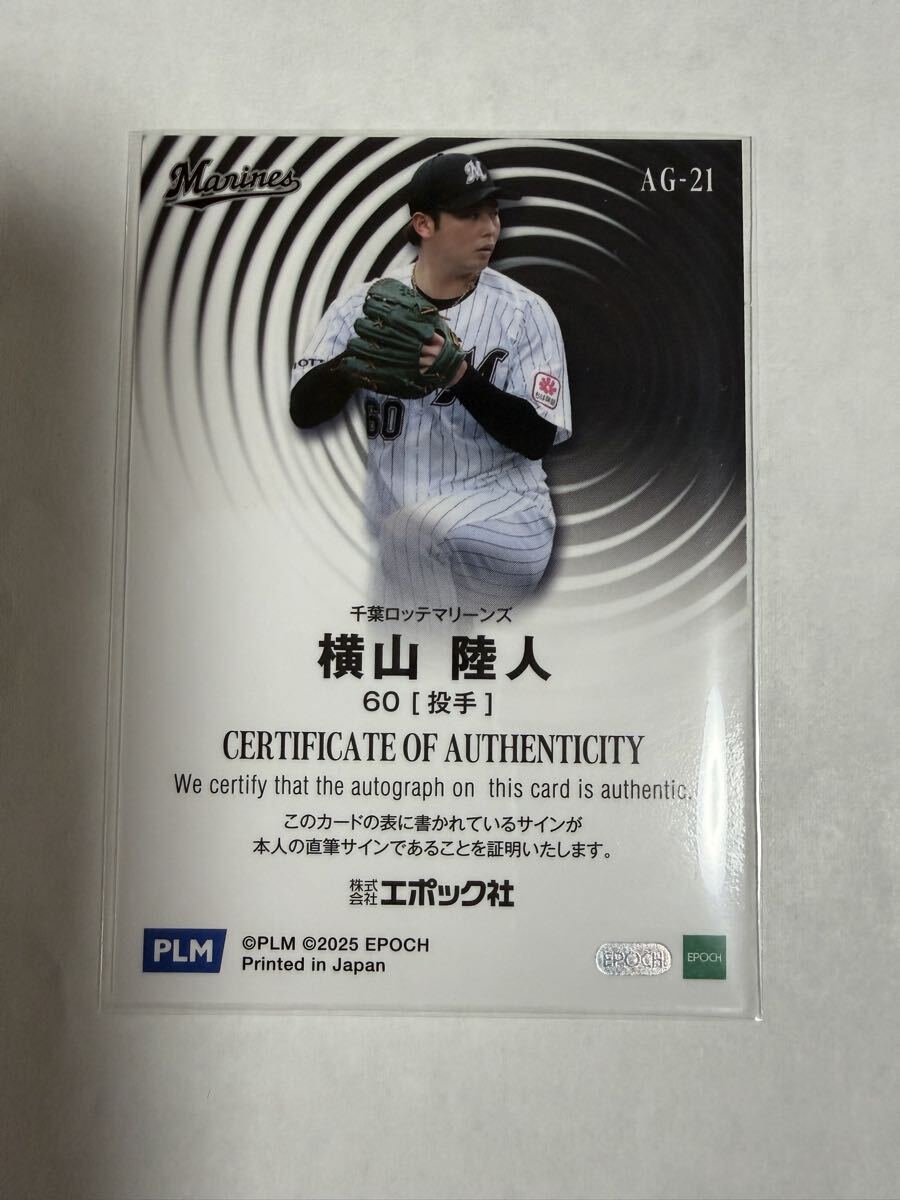 Marines
AG-21
M
OTT
M
60
千葉ロッテマリーンズ
横山 陸人
60 [ 投手 ]
CERTIFICATE OF AUTHENTICITY
We certify that the autograph on this card is authentic.
このカードの表に書かれているサインが
本人の直筆サインであることを証明いたします。
株式会社エポック社
PLM
©PLM ©2025 EPOCH
Printed in Japan
EPOCH
EPOCH